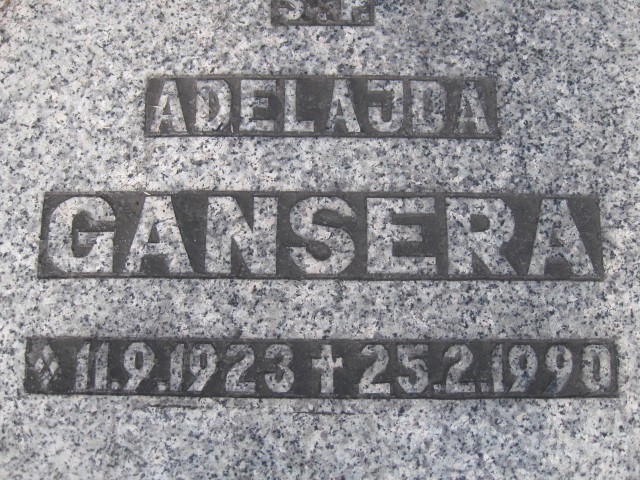 Ś.P.
ADELAJDA
GANSERA
11.9.1923 ✝ 25.2.1990